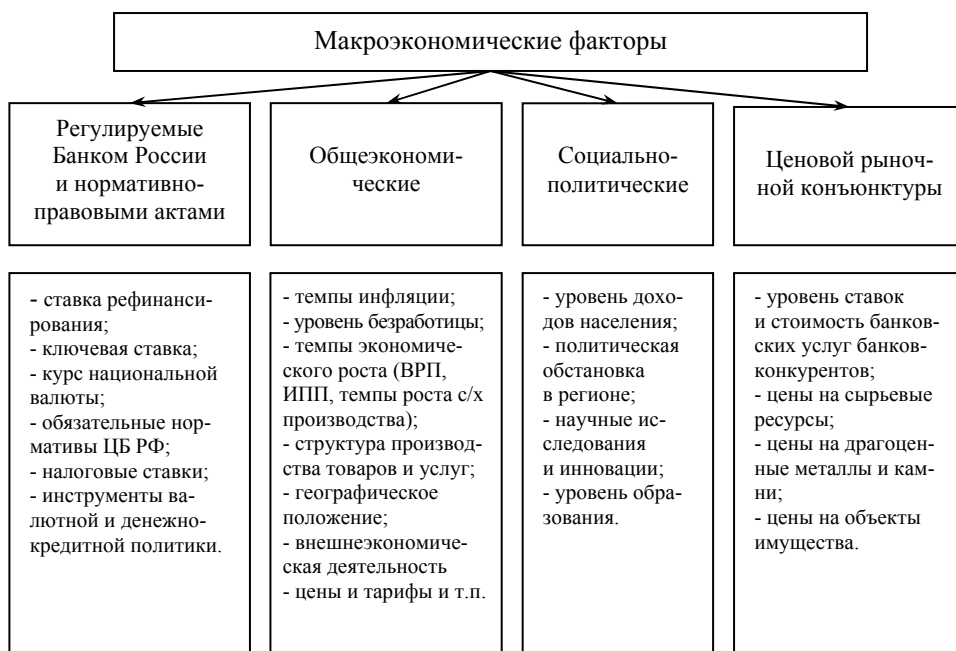 Макроэкономические факторы
Регулируемые
Банком России
и нормативно-
правовыми актами
Общеэкономи-
ческие
Социально-
политические
Ценовой рыноч-
ной конъюнктуры
- ставка рефинанси-
рования;
- ключевая ставка;
- курс национальной
валюты;
- обязательные нор-
мативы ЦБ РФ;
- налоговые ставки;
- инструменты ва-
лютной и денежно-
кредитной политики.
- темпы инфляции;
- уровень безработицы;
- темпы экономичес-
кого роста (ВРП,
ИПП, темпы роста с/х
производства);
- структура производ-
ства товаров и услуг;
- географическое
положение;
- внешнеэкономиче-
ская деятельность
- цены и тарифы и т.п.
- уровень дохо-
дов населения;
- политическая
обстановка
в регионе;
- научные ис-
следования
и инновации;
- уровень обра-
зования.
- уровень ставок
и стоимость банков-
ских услуг банков-
конкурентов;
- цены на сырьевые
ресурсы;
- цены на драгоцен-
ные металлы и кам-
ни;
- цены на объекты
имущества.